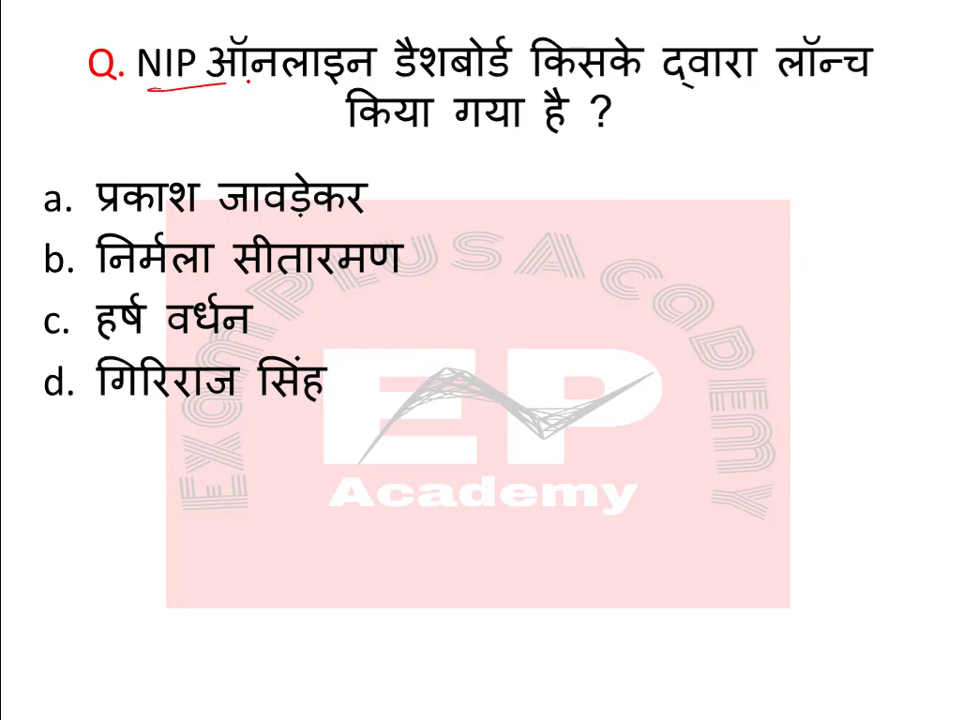 Q. NIP ऑनलाइन डैशबोर्ड किसके द्वारा लॉन्च
किया गया है ?
a. प्रकाश जावड़ेकर
b. निर्मला सीतारमण
c. हर्ष वर्धन
d. गिरिराज सिंह
EXAM PLUS ACADEMY
EP
Academy